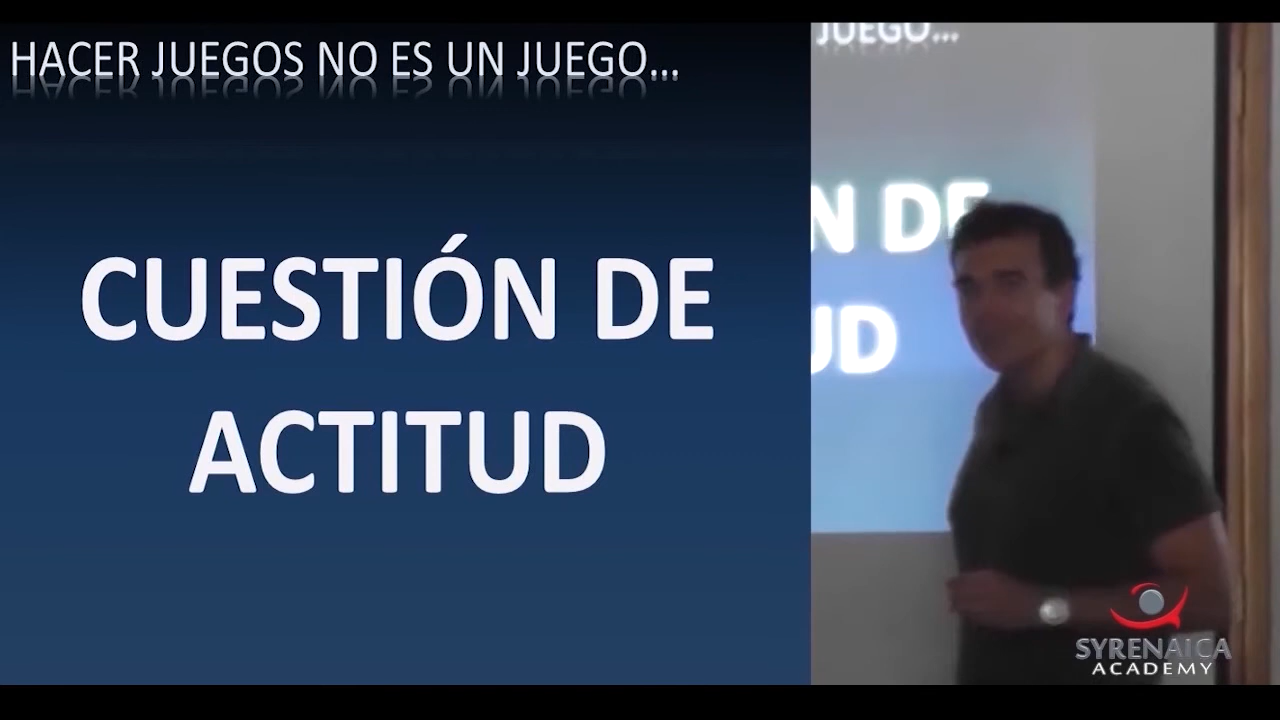 HACER JUEGOS NO ES UN JUEGO...
CUESTIÓN DE
ACTITUD
JUEGO...
N DE
UD
SYRENAICA
ACADEMY